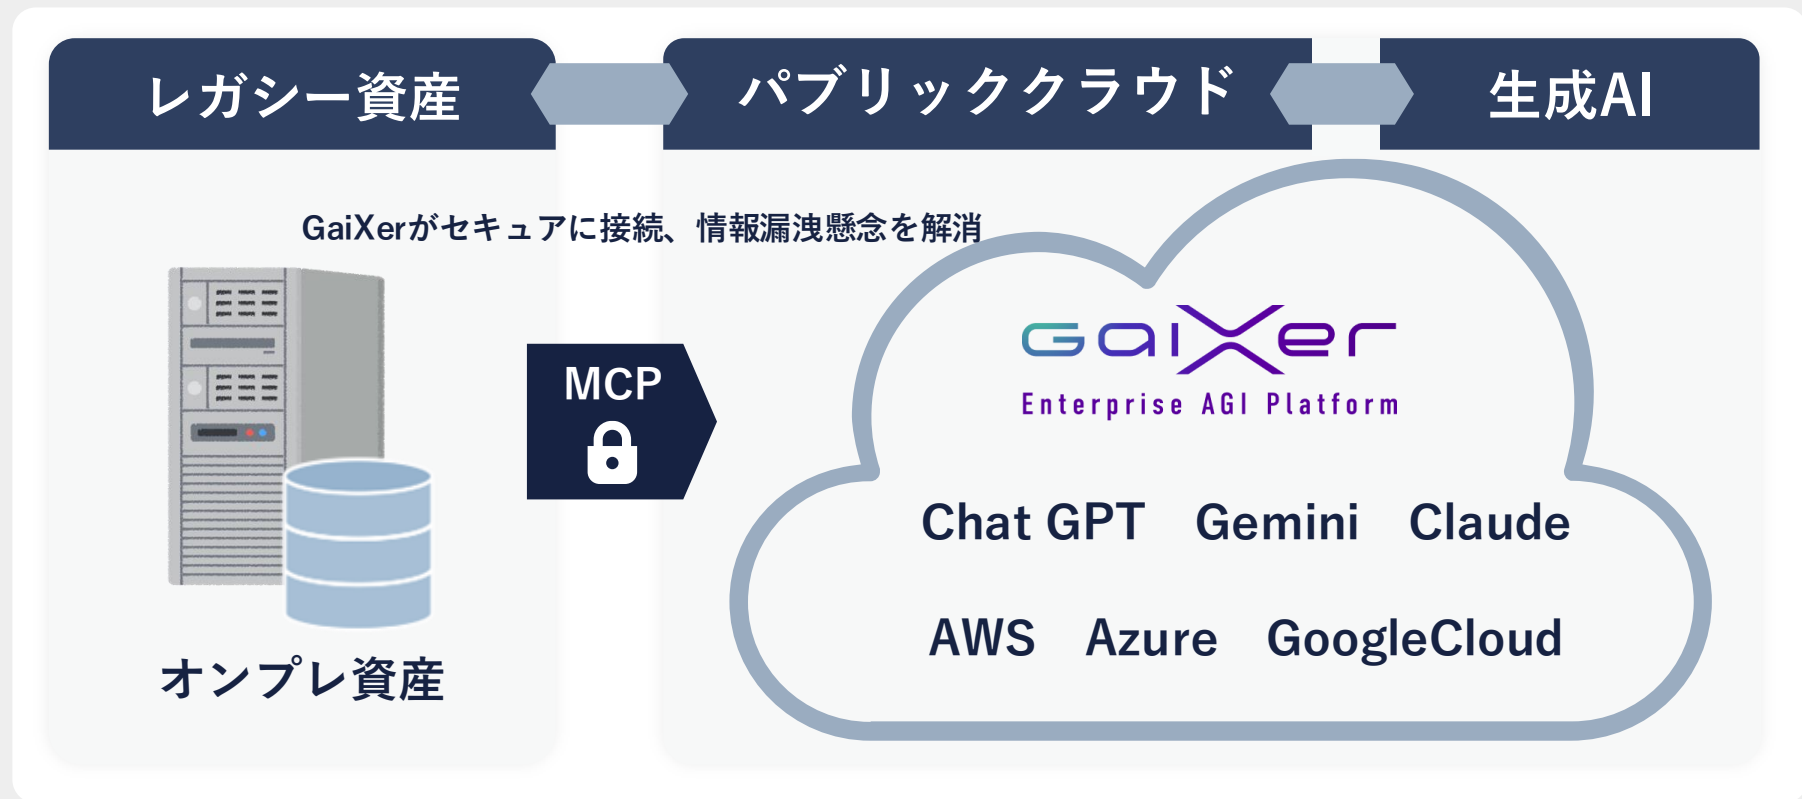 レガシー資産
パブリッククラウド
生成AI
GaiXerがセキュアに接続、情報漏洩懸念を解消
MCP
GaiXer
Enterprise AGI Platform
Chat GPT Gemini Claude
AWS Azure GoogleCloud
オンプレ資産